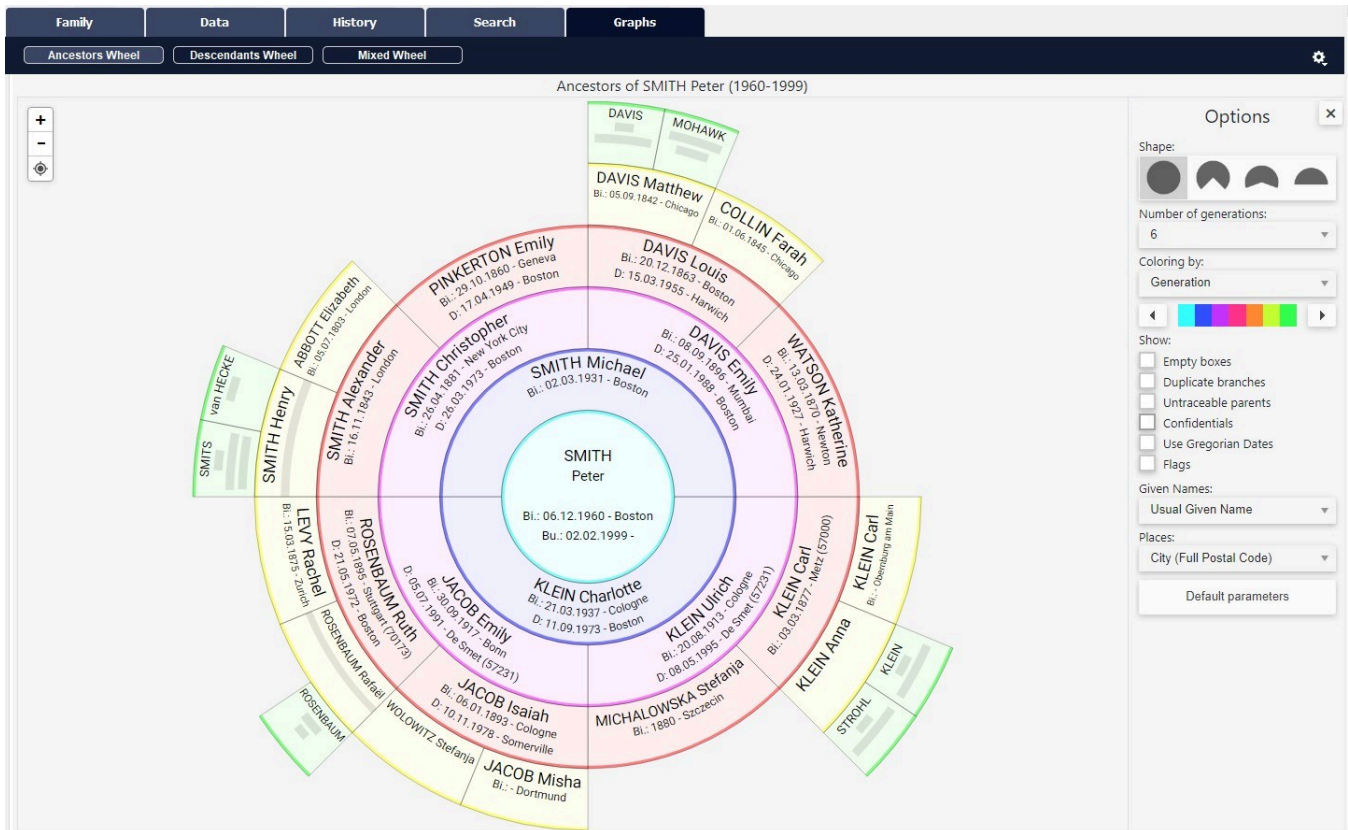 Family
Data
History
Search
Graphs
Ancestors Wheel
Descendants Wheel
Mixed Wheel
Ancestors of SMITH Peter (1960-1999)
+
-
DAVIS
MOHAWK
DAVIS Matthew
Bi.: 05.09.1842 - Chicago
COLLIN Farah
Bi.: 01.06.1845 - Chicago
PINKERTON Emily
Bi.: 29.10.1860 - Geneva
D: 17.04.1949 - Boston
DAVIS Louis
Bi.: 20.12.1863 - Boston
D: 15.03.1955 - Harwich
ABBOTT Elizabeth
Bi.: 05.07.1803 - London
SMITH Alexander
Bi.: 16.11.1843 - London
SMITH Christopher
Bi.: 26.04.1881 - New York City
D: 26.03.1973 - Boston
DAVIS Emily
Bi.: 08.09.1896 - Mumbai
D: 25.01.1988 - Boston
WATSON Katherine
Bi.: 13.03.1870 - Newton
D: 24.01.1927 - Harwich
SMITH Michael
Bi.: 02.03.1931 - Boston
van HECKE
SMITS
SMITH Henry
SMITH
Peter
Bi.: 06.12.1960 - Boston
Bu.: 02.02.1999 -
LEVY Rachel
Bi.: 15.03.1875 - Zurich
ROSENBAUM Ruth
Bi.: 07.05.1895 - Stuttgart (70173)
D: 21.05.1972 - Boston
JACOB Emily
Bi.: 30.09.1917 - Bonn
D: 05.07.1991 - De Smet (57231)
KLEIN Charlotte
Bi.: 21.03.1937 - Cologne
D: 11.09.1973 - Boston
KLEIN Ulrich
Bi.: 20.08.1913 - Cologne
D: 08.05.1995 - De Smet (57231)
KLEIN Carl
Bi.: 03.03.1877 - Metz (57000)
KLEIN Carl
Bi.: - Obernburg am Main
KLEIN Anna
KLEIN
STROHL
ROSENBAUM Rafaël
ROSENBAUM
WOLOWITZ Stefanja
JACOB Isaiah
Bi.: 06.01.1893 - Cologne
D: 10.11.1978 - Somerville
MICHALOWSKA Stefanja
Bi.: 1880 - Szczecin
JACOB Misha
Bi.: - Dortmund
Options
×
Shape:
Number of generations:
6
Coloring by:
Generation
Show:
Empty boxes
Duplicate branches
Untraceable parents
Confidentials
Use Gregorian Dates
Flags
Given Names:
Usual Given Name
Places:
City (Full Postal Code)
Default parameters